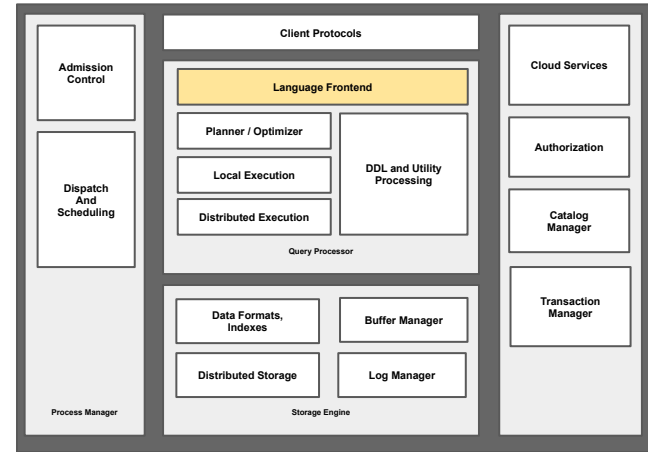 Admission
Control
Dispatch
And
Scheduling
Process Manager
Client Protocols
Language Frontend
Planner / Optimizer
Local Execution
Distributed Execution
DDL and Utility
Processing
Query Processor
Data Formats,
Indexes
Buffer Manager
Distributed Storage
Log Manager
Storage Engine
Cloud Services
Authorization
Catalog
Manager
Transaction
Manager